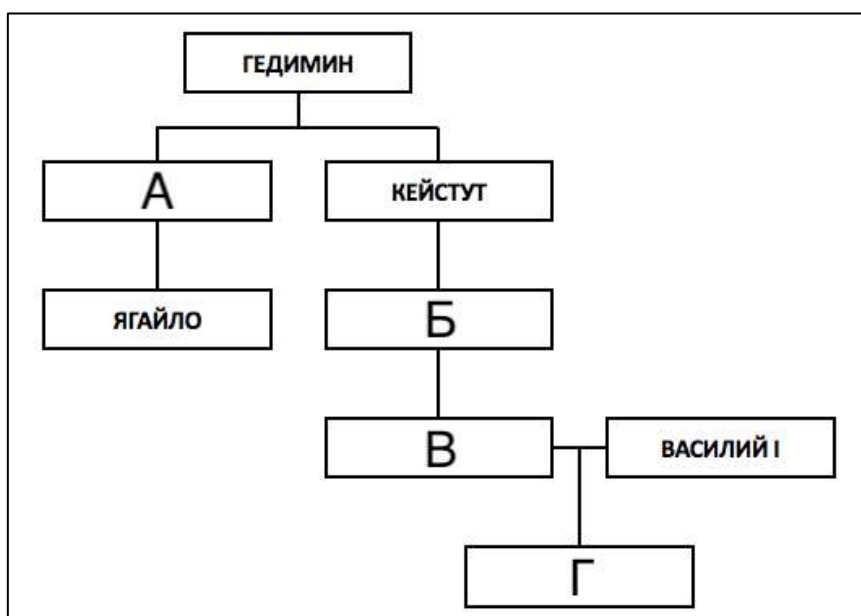 ГЕДИМИН
А
КЕЙСТУТ
ЯГАЙЛО
Б
В
ВАСИЛИЙ I
Г